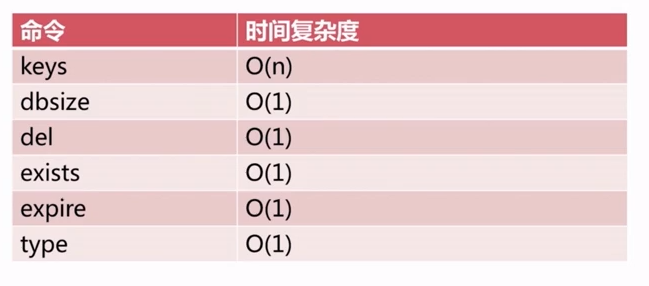 命令 时间复杂度
keys O(n)
dbsize O(1)
del O(1)
exists O(1)
expire O(1)
type O(1)